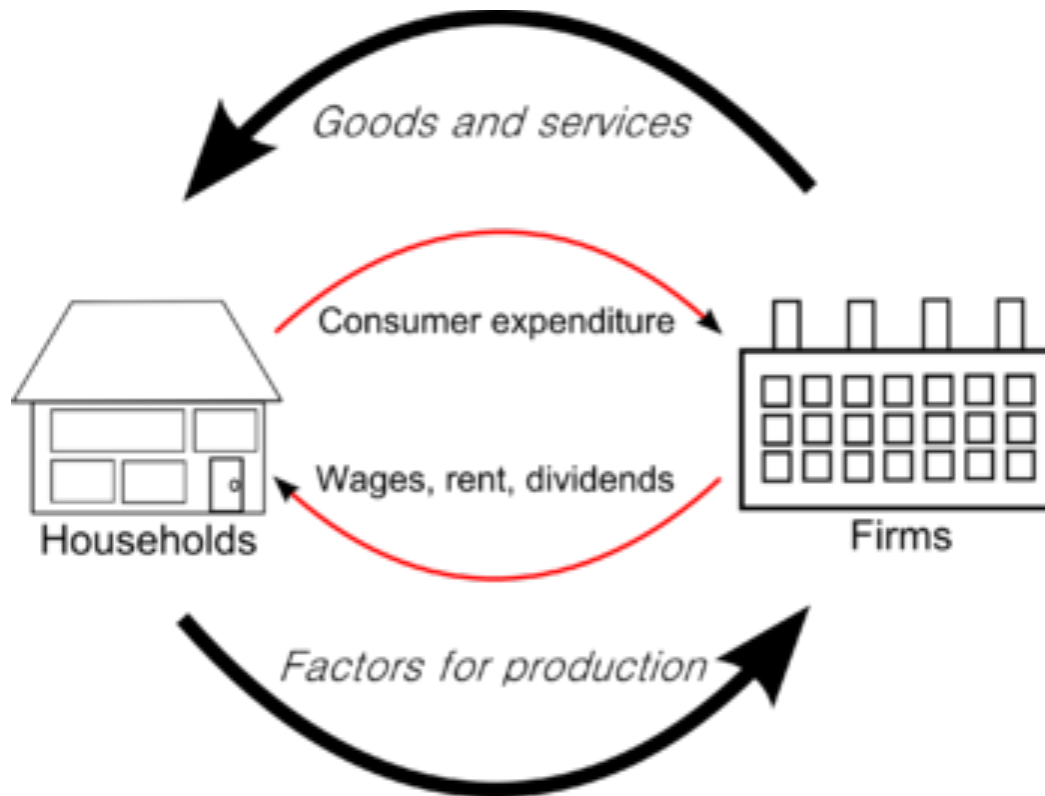 Goods and services
Consumer expenditure
Wages, rent, dividends
Households
Firms
Factors for production